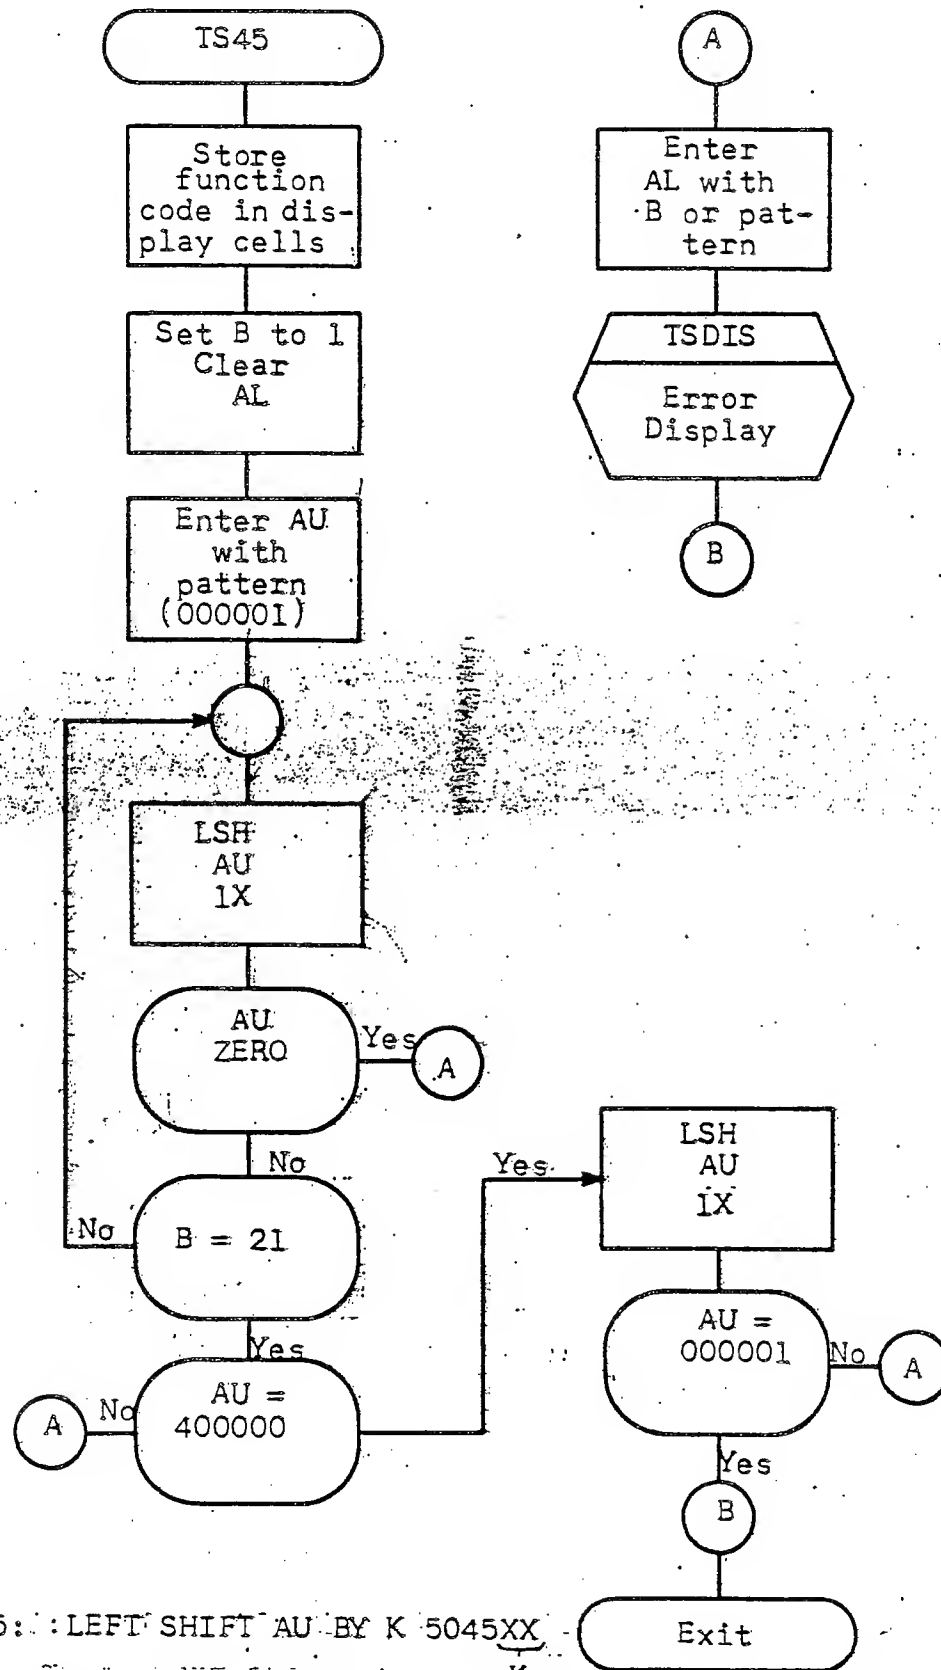 TS45
Store
function
code in dis-
play cells
Set B to 1
Clear
AL
Enter AU
with
pattern
(000001)
LSH
AU
1X
AU
ZERO
Yes
A
No
B = 21
No
Yes
AU =
400000
No
A
Yes
A
Enter
AL with
B or pat-
tern
TSDIS
Error
Display
B
LSH
AU
1X
AU =
000001
No
A
Yes
B
Exit
: LEFT SHIFT AU BY K 5045XX
K